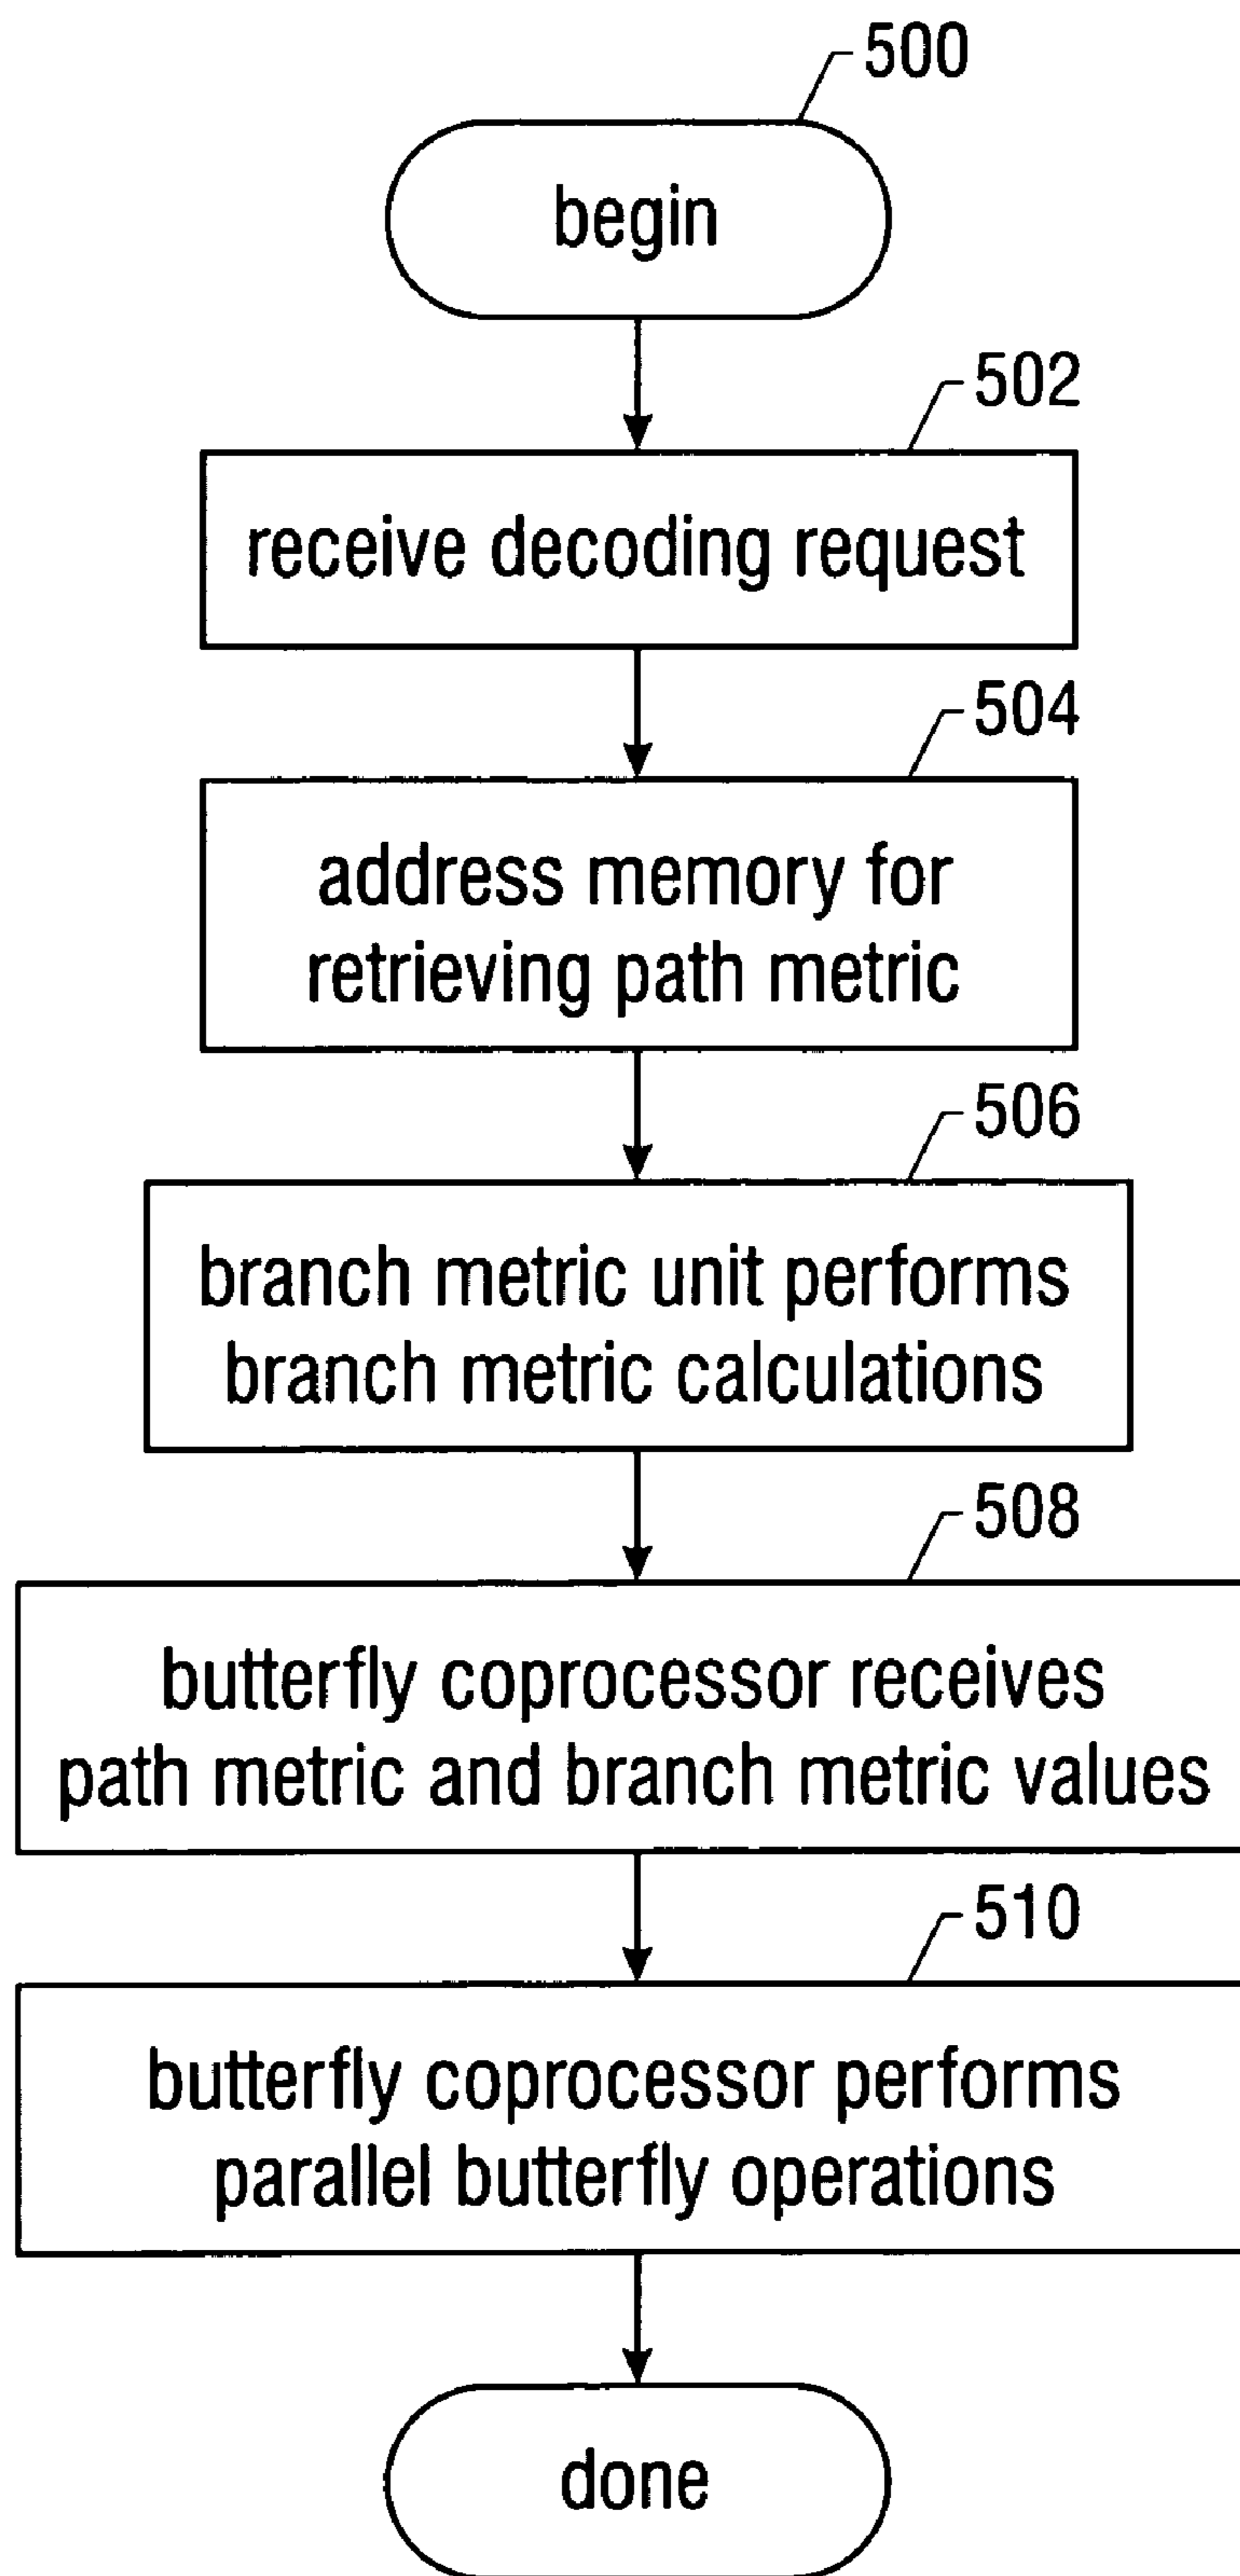 500
begin
502
receive decoding request
504
address memory for
retrieving path metric
506
branch metric unit performs
branch metric calculations
508
butterfly coprocessor receives
path metric and branch metric values
510
butterfly coprocessor performs
parallel butterfly operations
done